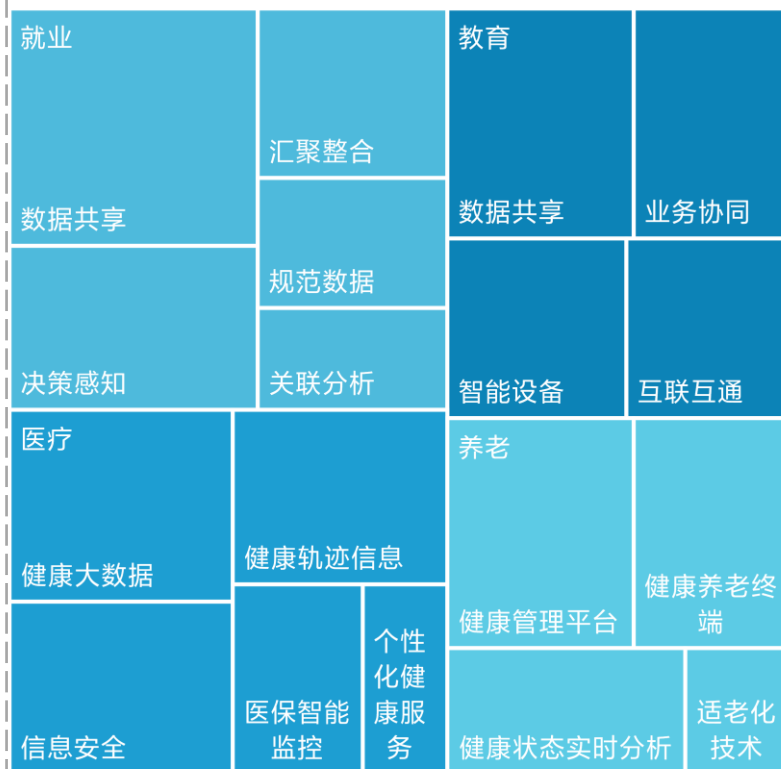 就业
数据共享
汇聚整合
规范数据
决策感知
关联分析
教育
数据共享
业务协同
智能设备
互联互通
医疗
健康大数据
健康轨迹信息
信息安全
医保智能
监控
个性
化健
康服
务
养老
健康管理平台
健康养老终
端
健康状态实时分析
适老化
技术